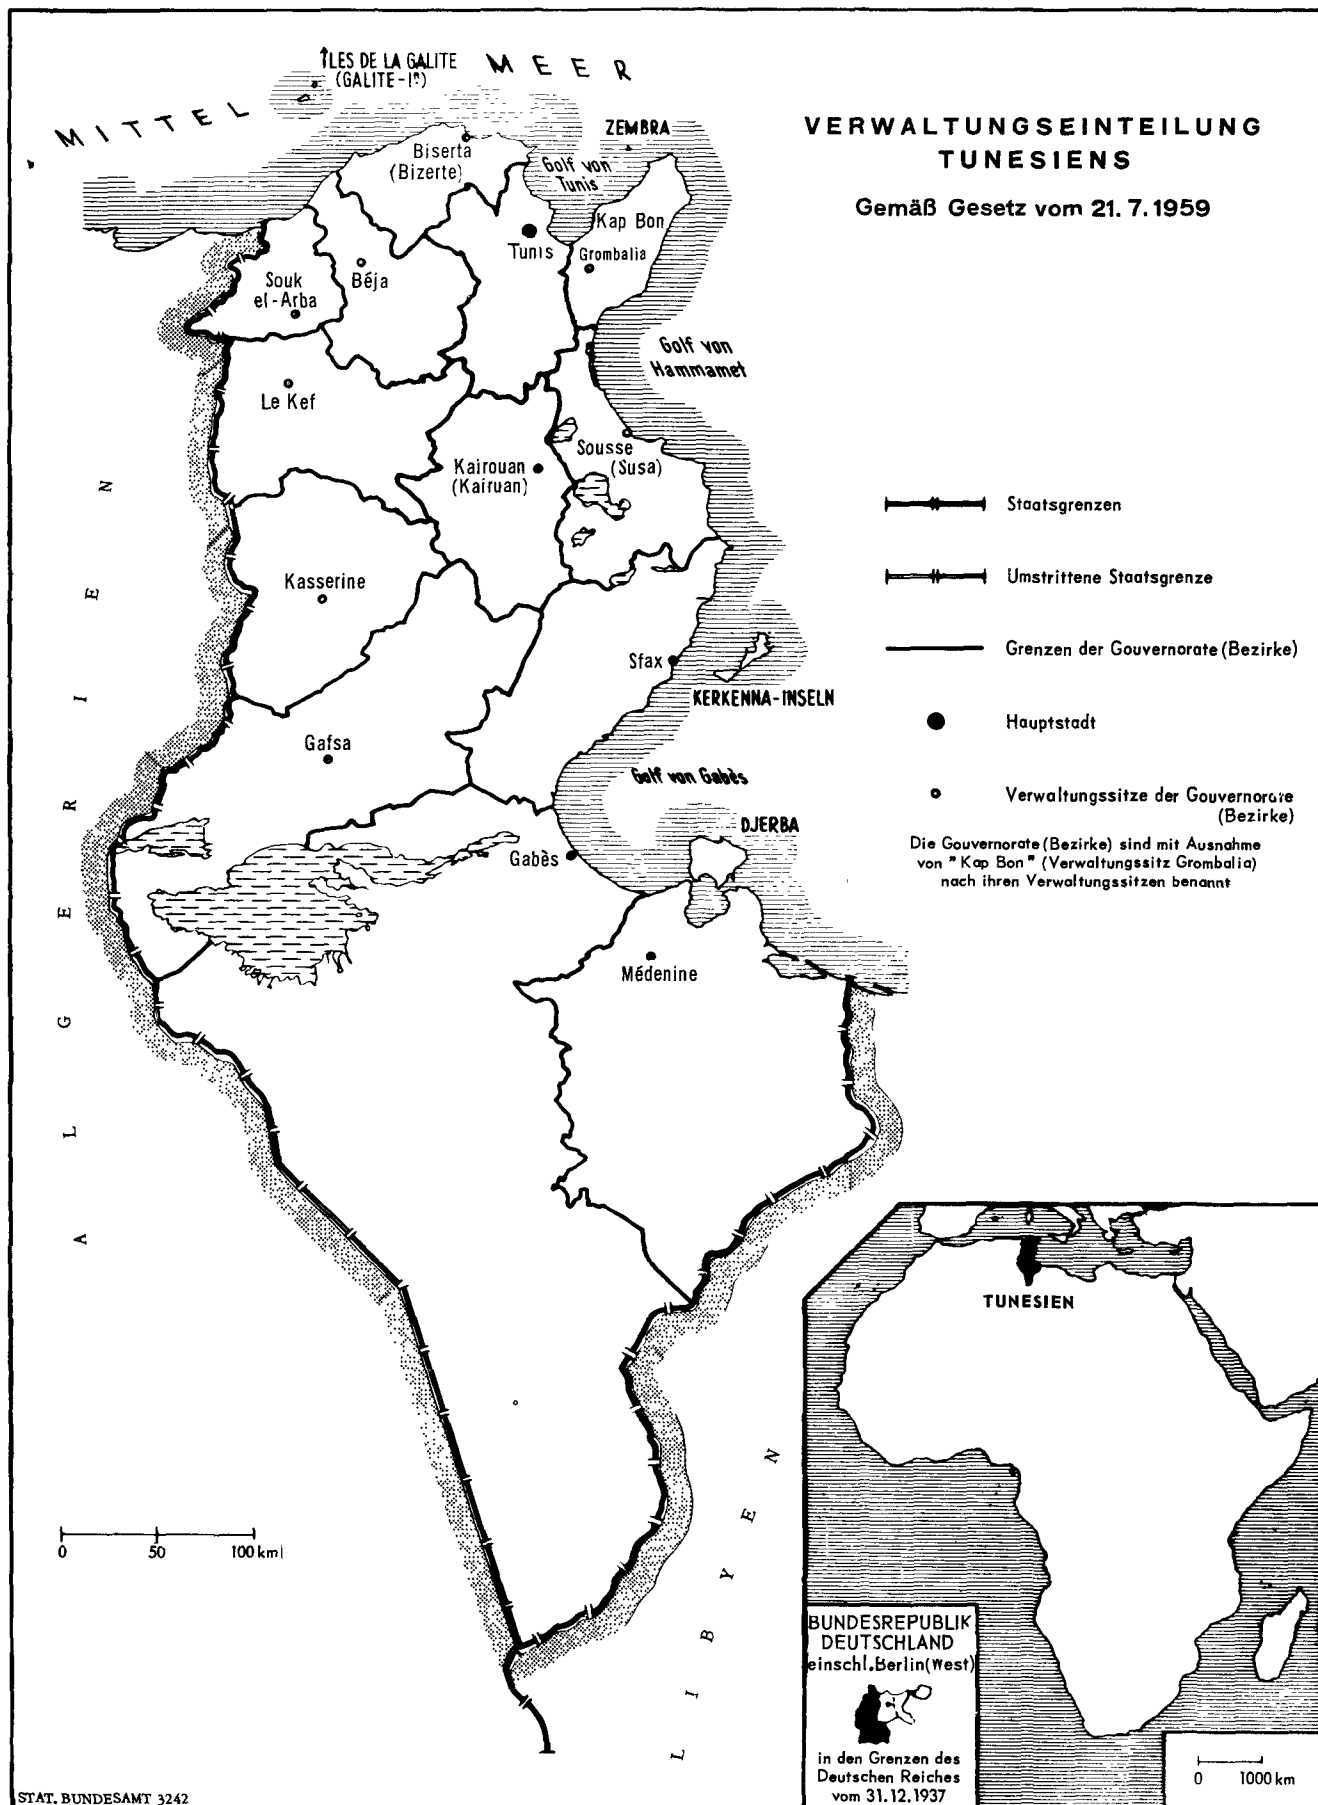 ÎLES DE LA GALITE
(GALITE-Iⁿ)
MITTEL MEER
ZEMBRA
VERWALTUNGSEINTEILUNG
TUNESIENS
Gemäß Gesetz vom 21. 7. 1959
Biserta
(Bizerte)
Golf von
Tunis
Kap Bon
Tunis
Grombalia
Souk
el-Arba
Béja
Golf von
Hammamet
Le Kef
Sousse
(Susa)
Kairouan
(Kairuan)
Kasserine
Sfax
KERKENNA-INSELN
Gafsa
Golf von Gabès
DJERBA
Gabès
Médenine
ALGERIEN
LIBYEN
Staatsgrenzen
Umstrittene Staatsgrenze
Grenzen der Gouvernorate (Bezirke)
Hauptstadt
Verwaltungssitze der Gouvernorate
(Bezirke)
Die Gouvernorate (Bezirke) sind mit Ausnahme
von "Kap Bon" (Verwaltungssitz Grombalia)
nach ihren Verwaltungssitzen benannt
TUNESIEN
0 50 100 km
BUNDESREPUBLIK
DEUTSCHLAND
einschl. Berlin (West)
in den Grenzen des
Deutschen Reiches
vom 31.12.1937
0 1000 km
STAT. BUNDESAMT 3242